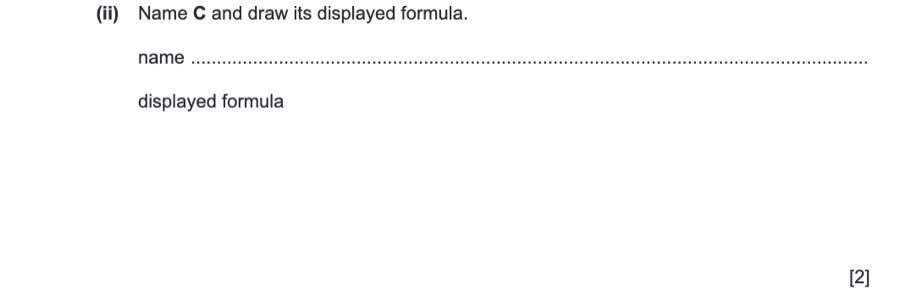 (ii) Name C and draw its displayed formula.
name ..............................................................................................................................
displayed formula
[2]